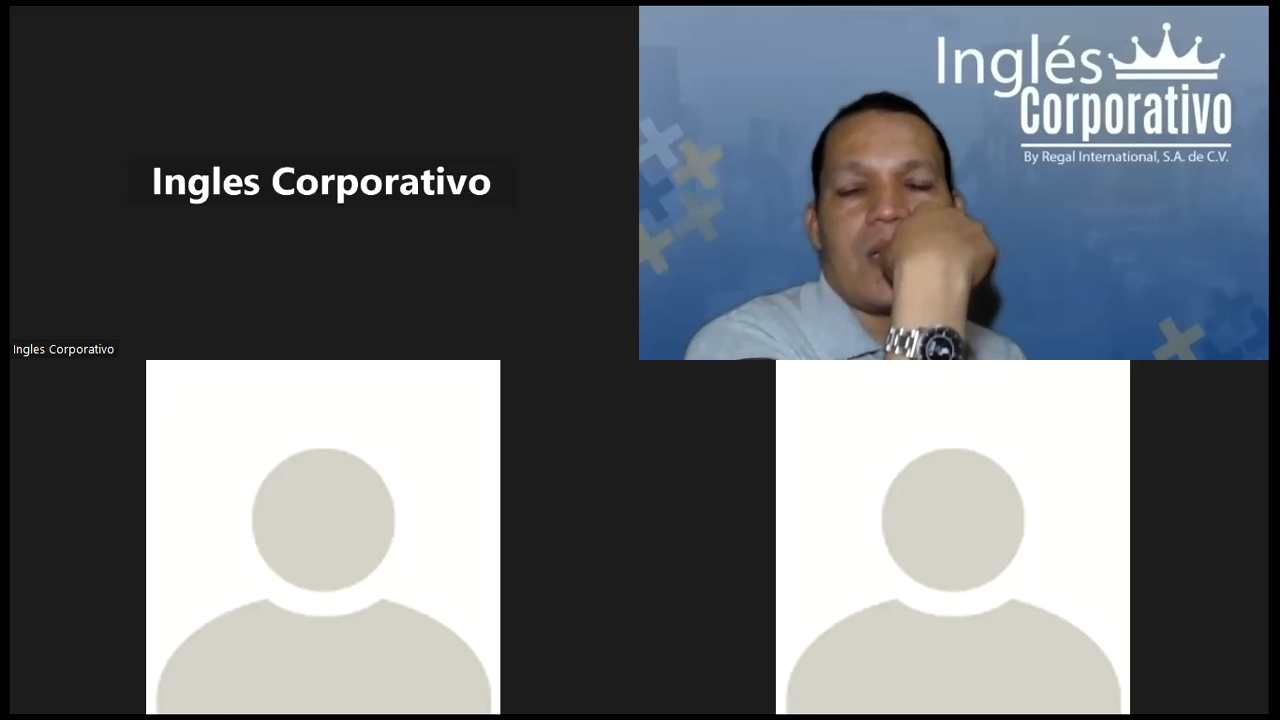 Ingles Corporativo
Inglés
Corporativo
By Regal International, S.A. de C.V.
Ingles Corporativo